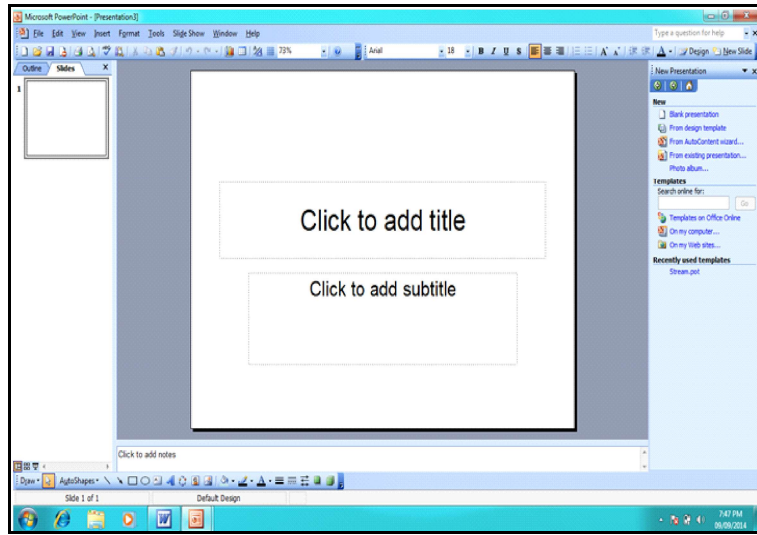 Microsoft PowerPoint - [Presentation3]
File Edit View Insert Format Tools Slide Show Window Help
Type a question for help
73%
Arial
18
B I U S
Design
New Slide
Outline
Slides
X
1
New Presentation
New
Blank presentation
From design template
From AutoContent wizard...
From existing presentation...
Photo album...
Templates
Search online for:
Go
Templates on Office Online
On my computer...
On my Web sites...
Recently used templates
Stream.pot
Click to add title
Click to add subtitle
Click to add notes
Draw
AutoShapes
Slide 1 of 1
Default Design
7:47 PM
09/09/2014